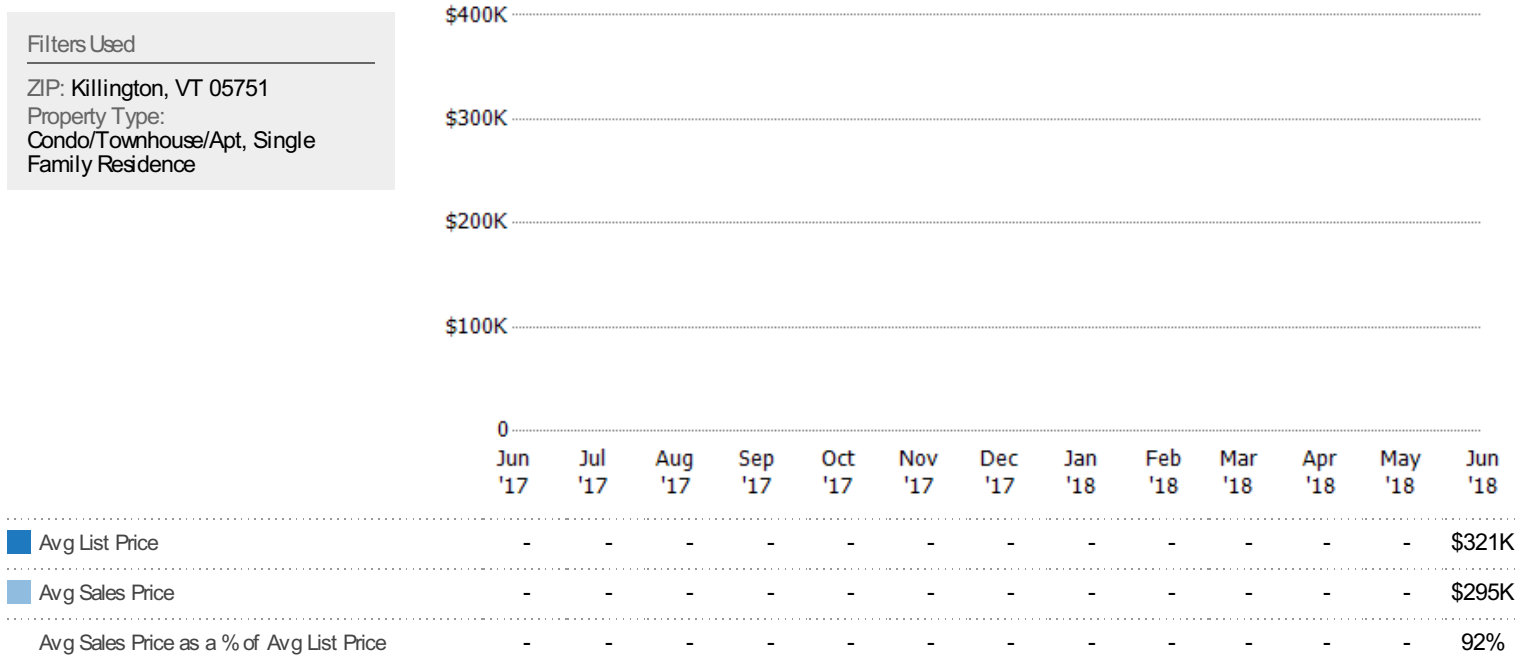 Filters Used
ZIP: Killington, VT 05751
Property Type:
Condo/Townhouse/Apt, Single
Family Residence
$400K
$300K
$200K
$100K
0
Jun Jul Aug Sep Oct Nov Dec Jan Feb Mar Apr May Jun
'17 '17 '17 '17 '17 '17 '17 '18 '18 '18 '18 '18 '18
Avg List Price - - - - - - - - - - - - $321K
Avg Sales Price - - - - - - - - - - - - $295K
Avg Sales Price as a % of Avg List Price - - - - - - - - - - - - 92%